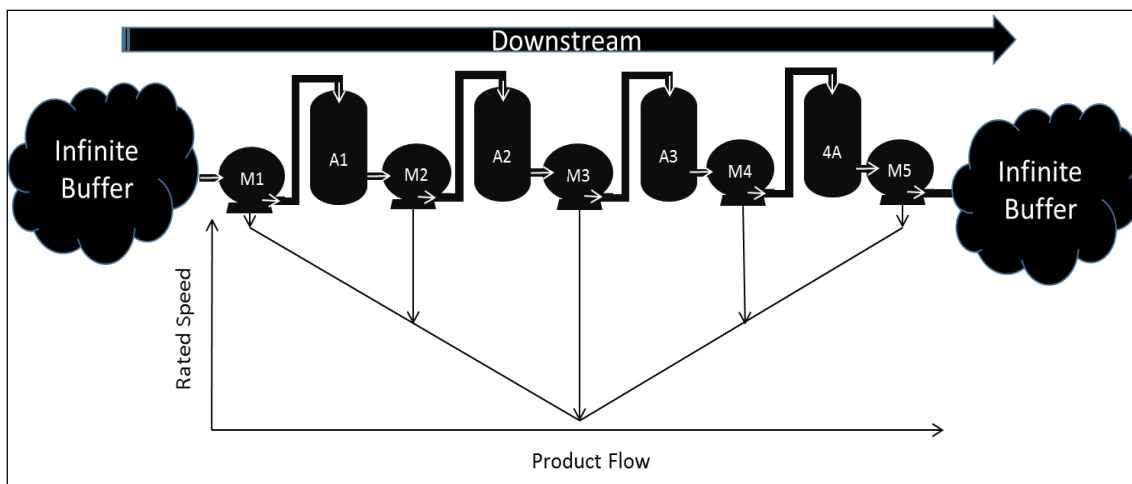 Downstream
Infinite
Buffer
M1
A1
M2
A2
M3
A3
M4
4A
M5
Infinite
Buffer
Rated Speed
Product Flow